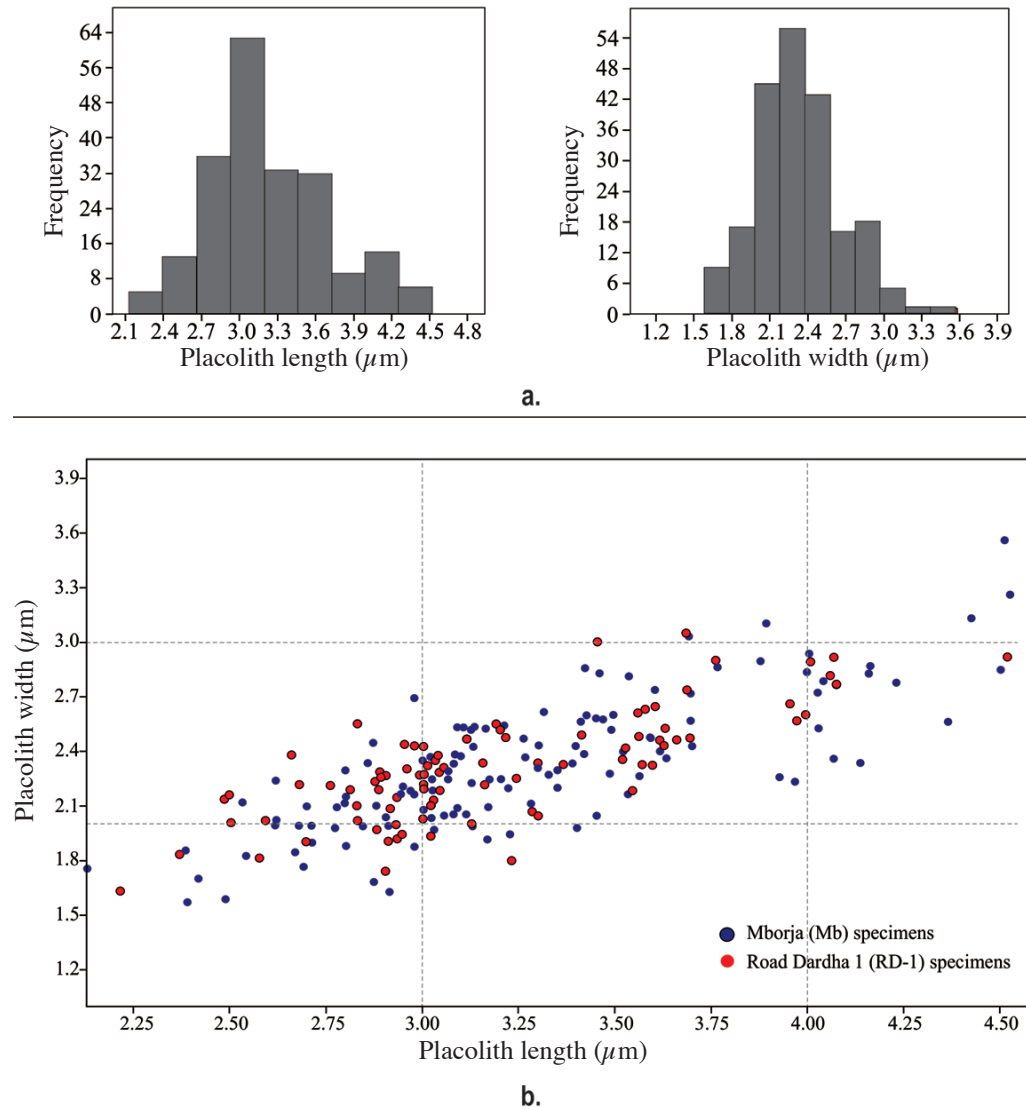 64
56
48
40
32
24
16
8
0
Frequency
2.1 2.4 2.7 3.0 3.3 3.6 3.9 4.2 4.5 4.8
Placolith length (µm)
54
48
42
36
30
24
18
12
6
0
Frequency
1.2 1.5 1.8 2.1 2.4 2.7 3.0 3.3 3.6 3.9
Placolith width (µm)
a.
3.9
3.6
3.3
3.0
2.7
2.4
2.1
1.8
1.5
1.2
Placolith width (µm)
Mborja (Mb) specimens
Road Dardha 1 (RD-1) specimens
2.25 2.50 2.75 3.00 3.25 3.50 3.75 4.00 4.25 4.50
Placolith length (µm)
b.